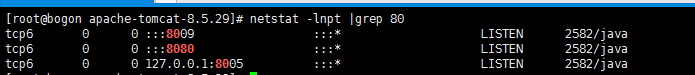 [root@bogon apache-tomcat-8.5.29]# netstat -lnpt |grep 80
tcp6 0 0 :::8009 :::* LISTEN 2582/java
tcp6 0 0 :::8080 :::* LISTEN 2582/java
tcp6 0 0 127.0.0.1:8005 :::* LISTEN 2582/java